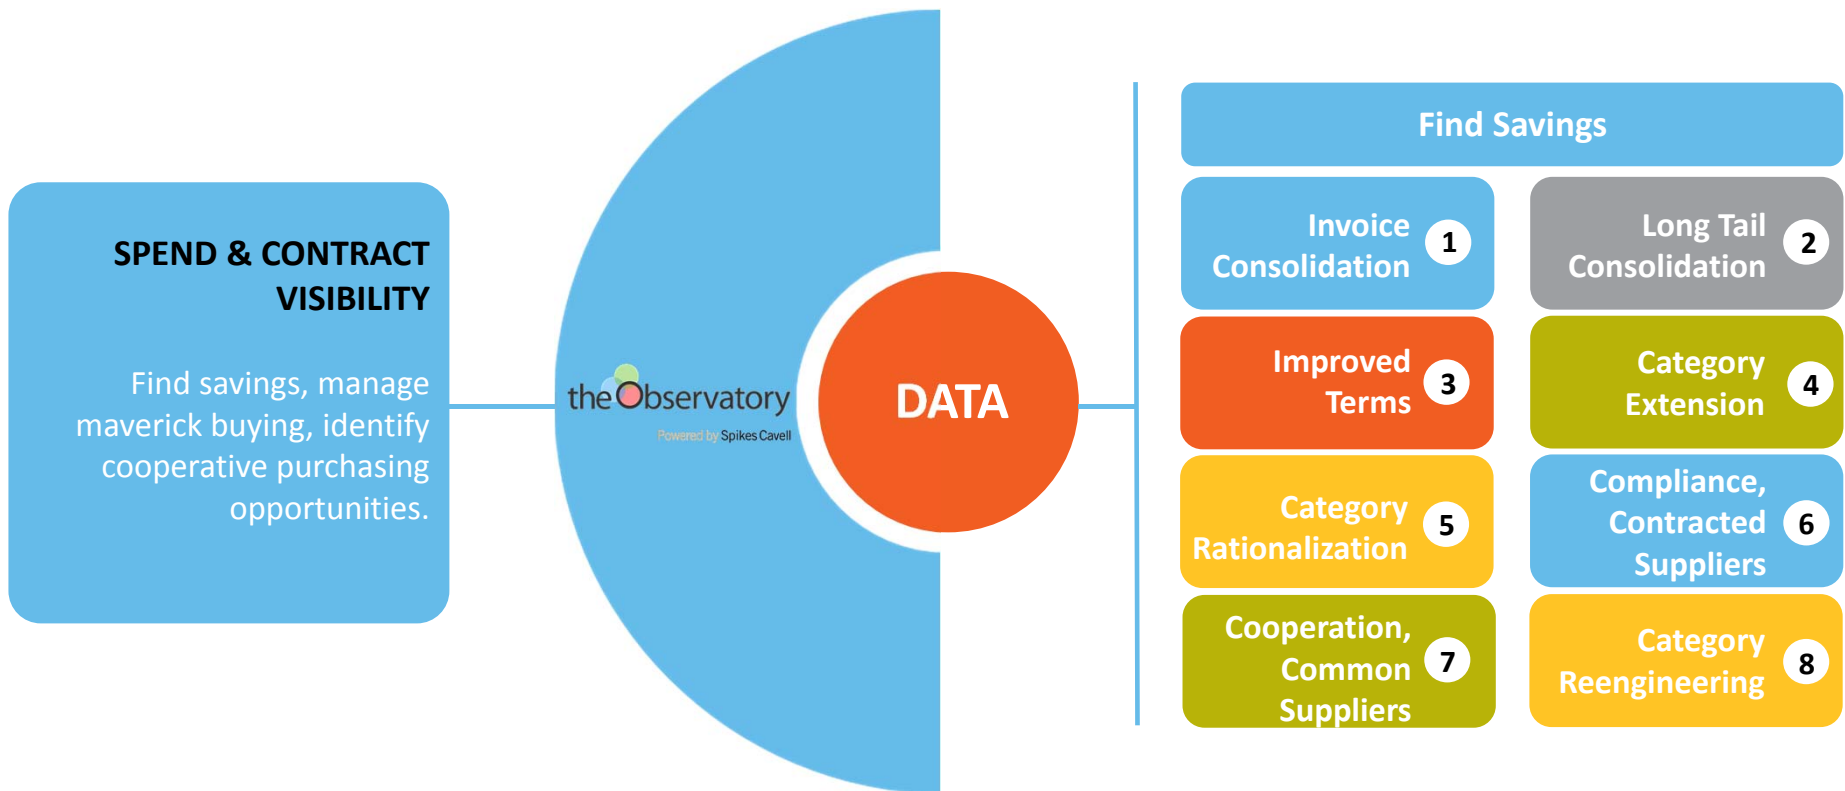 SPEND & CONTRACT
VISIBILITY
Find savings, manage
maverick buying, identify
cooperative purchasing
opportunities.
theObservatory
Powered by Spikes Cavell
DATA
Find Savings
Invoice
Consolidation
1
Long Tail
Consolidation
2
Improved
Terms
3
Category
Extension
4
Category
Rationalization
5
Compliance,
Contracted
Suppliers
6
Cooperation,
Common
Suppliers
7
Category
Reengineering
8